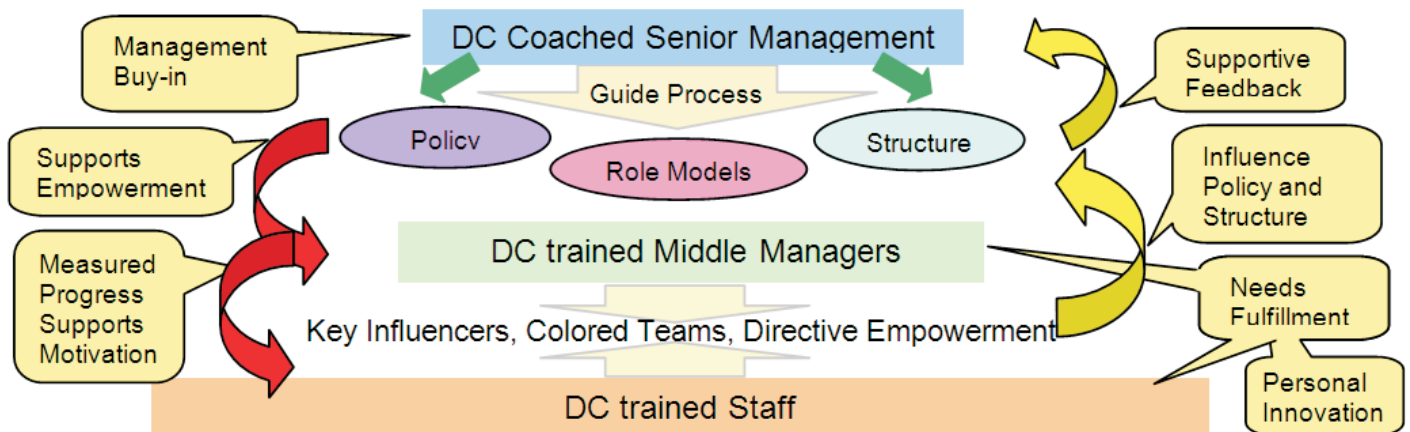 Management
Buy-in
DC Coached Senior Management
Supportive
Feedback
Guide Process
Policy
Structure
Role Models
Supports
Empowerment
Influence
Policy and
Structure
DC trained Middle Managers
Measured
Progress
Supports
Motivation
Needs
Fulfillment
Key Influencers, Colored Teams, Directive Empowerment
Personal
Innovation
DC trained Staff